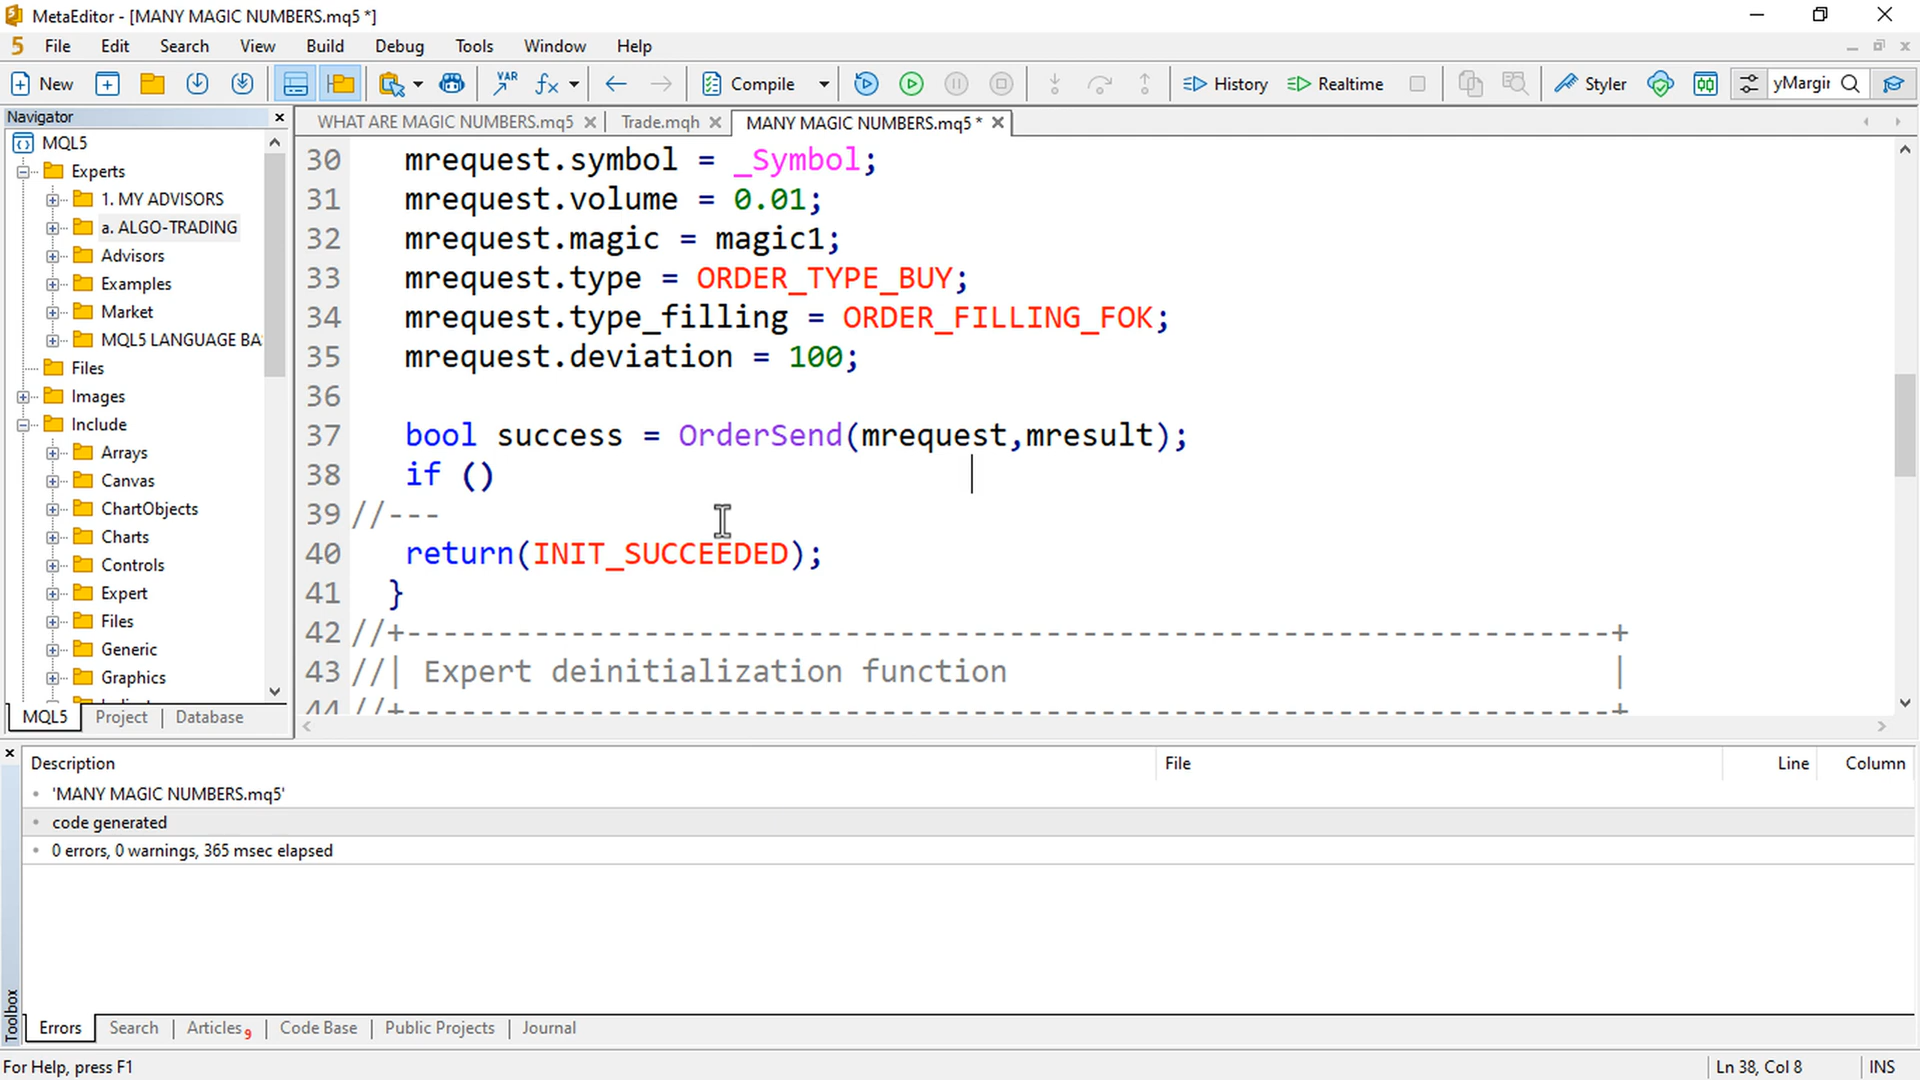 MetaEditor - [MANY MAGIC NUMBERS.mq5 *]
5 File Edit Search View Build Debug Tools Window Help
New VAR Compile History Realtime Styler yMargir
Navigator
MQL5
Experts
1. MY ADVISORS
a. ALGO-TRADING
Advisors
Examples
Market
MQL5 LANGUAGE BA
Files
Images
Include
Arrays
Canvas
ChartObjects
Charts
Controls
Expert
Files
Generic
Graphics
MQL5 Project Database
WHAT ARE MAGIC NUMBERS.mq5 Trade.mqh MANY MAGIC NUMBERS.mq5 *
30 mrequest.symbol = _Symbol;
31 mrequest.volume = 0.01;
32 mrequest.magic = magic1;
33 mrequest.type = ORDER_TYPE_BUY;
34 mrequest.type_filling = ORDER_FILLING_FOK;
35 mrequest.deviation = 100;
36
37 bool success = OrderSend(mrequest,mresult);
38 if ()
39 //---
40 return(INIT_SUCCEEDED);
41 }
42 //+------------------------------------------------------------------+
43 //| Expert deinitialization function |
44 //+------------------------------------------------------------------+
Description File Line Column
'MANY MAGIC NUMBERS.mq5'
code generated
0 errors, 0 warnings, 365 msec elapsed
Toolbox
Errors Search Articles 9 Code Base Public Projects Journal
For Help, press F1 Ln 38, Col 8 INS